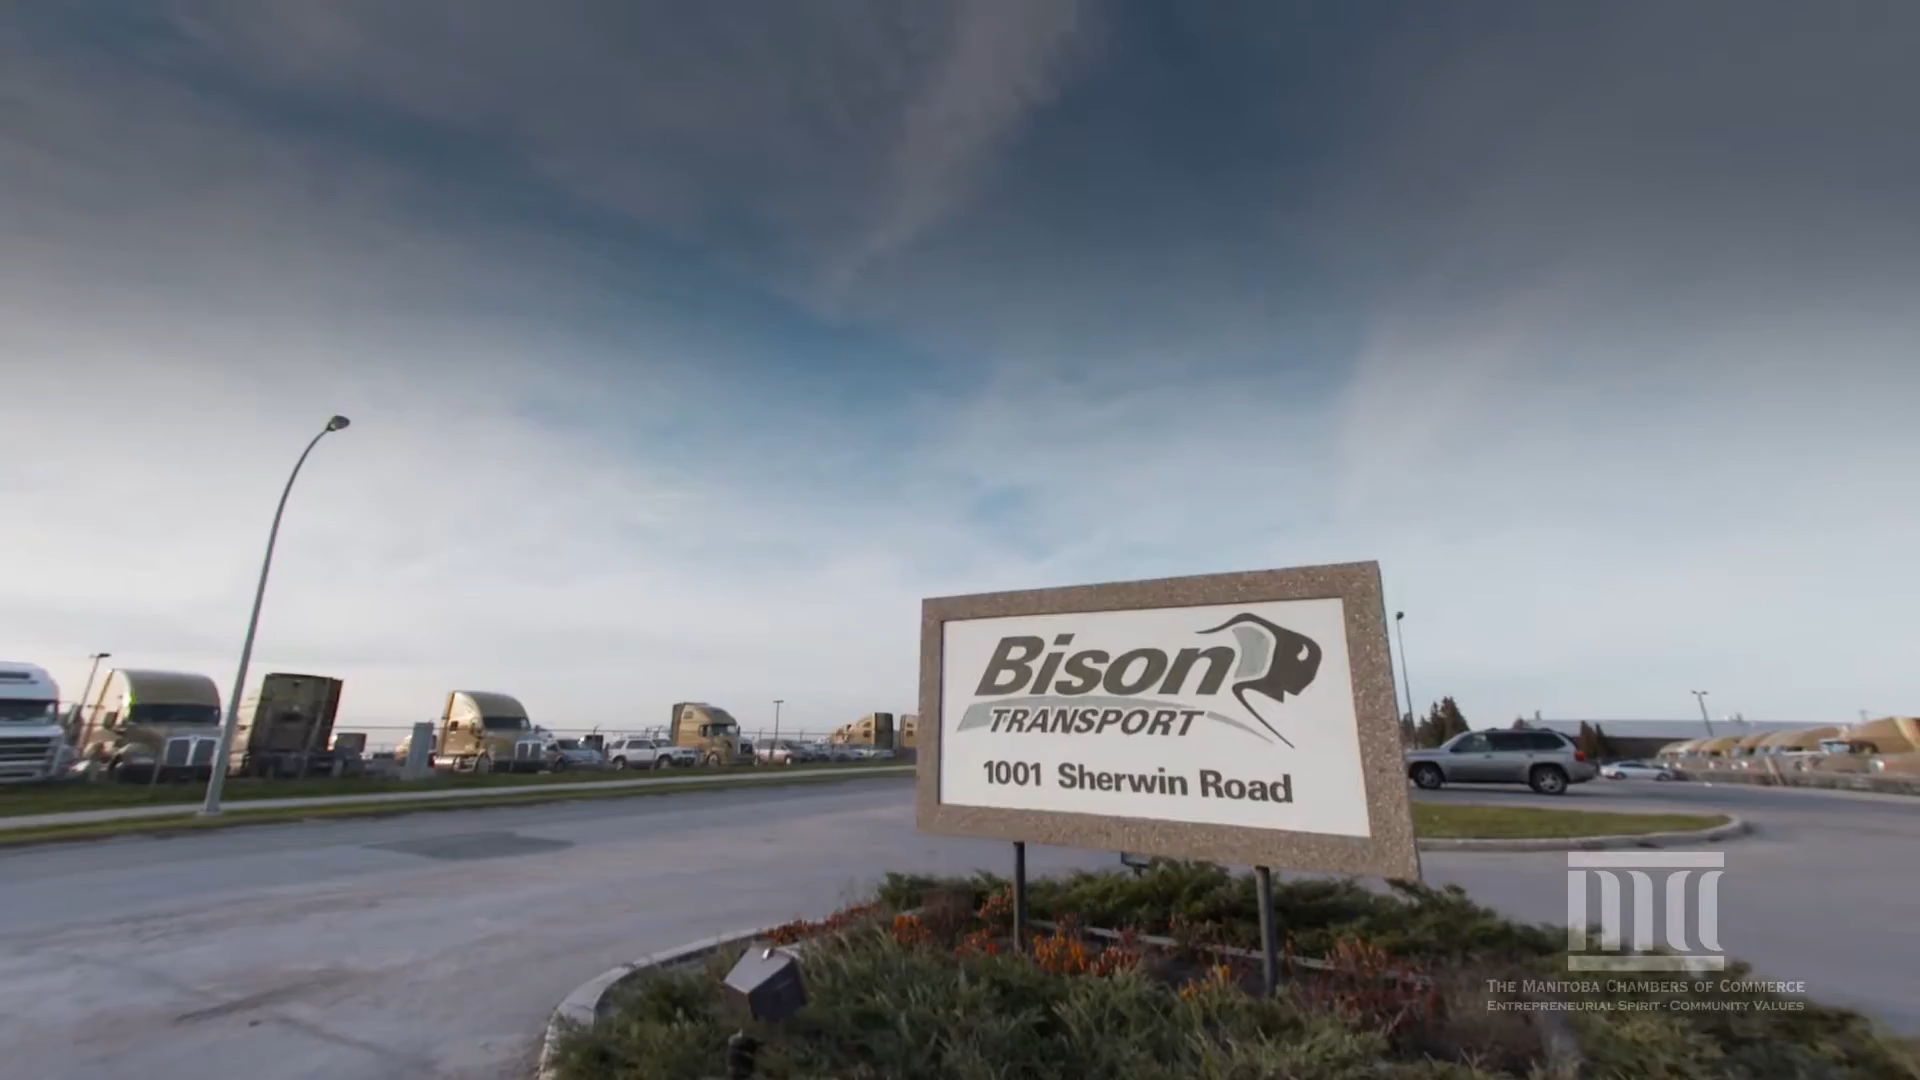 Bison
TRANSPORT
1001 Sherwin Road
THE MANITOBA CHAMBERS OF COMMERCE
ENTREPRENEURIAL SPIRIT - COMMUNITY VALUES